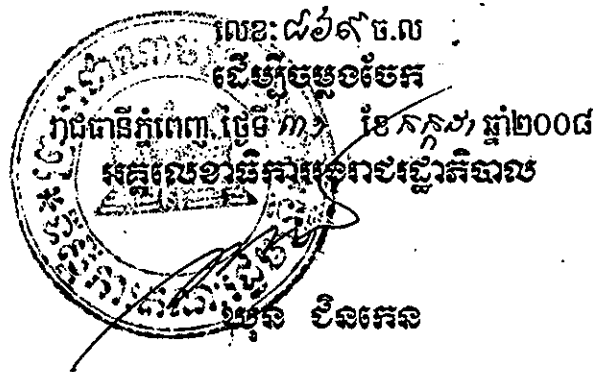 លេខ: ៨៦៩ ច.ល
ដើម្បីចម្លងចែក
រាជធានីភ្នំពេញ, ថ្ងៃទី ៣១ ខែ កក្កដា ឆ្នាំ២០០៨
អគ្គលេខាធិការរងរាជរដ្ឋាភិបាល
ឃុន ជិនកេន